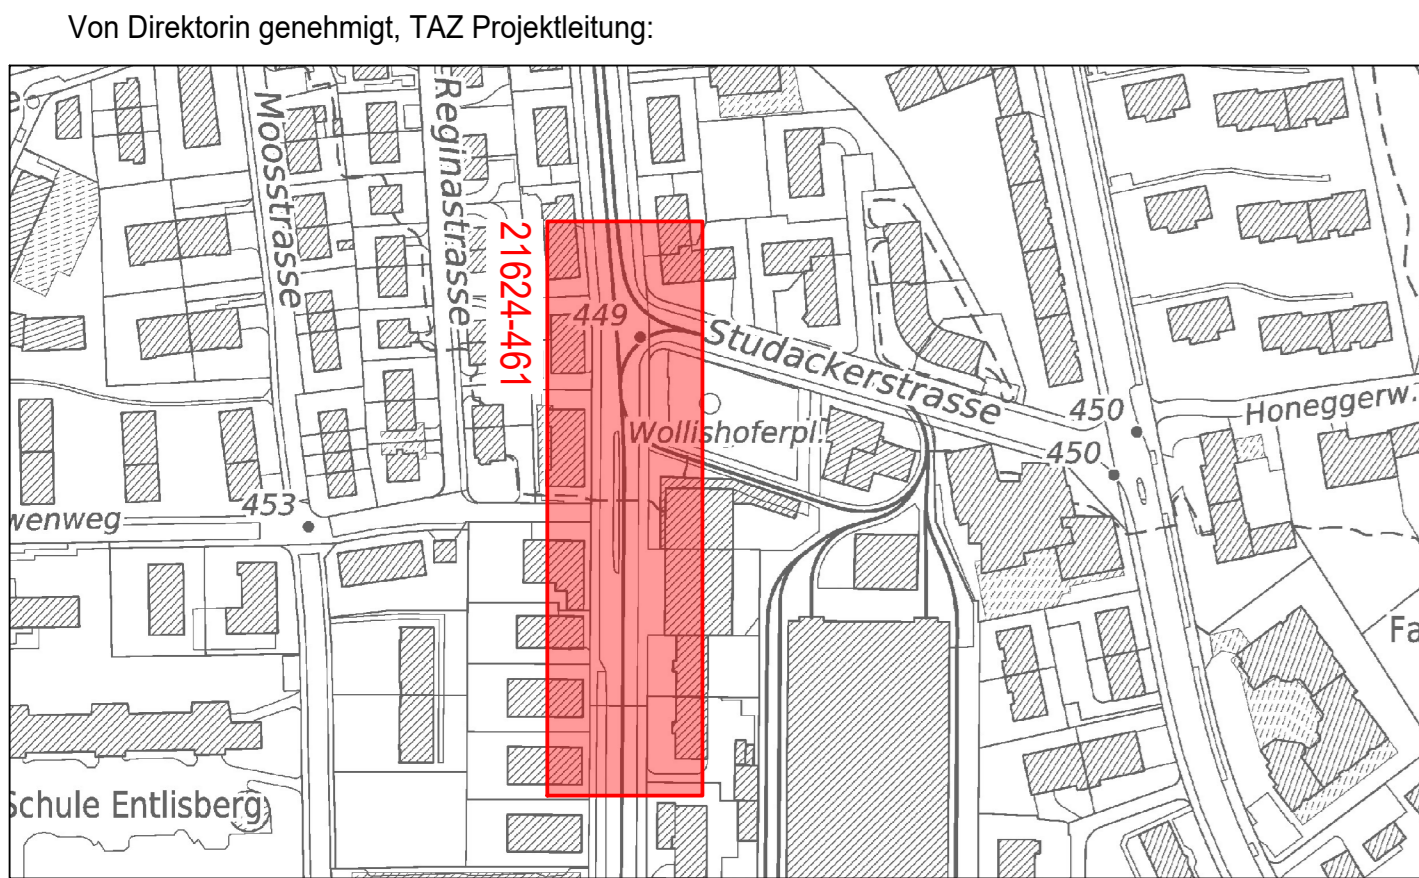 Von Direktorin genehmigt, TAZ Projektleitung:
Moosstrasse
Reginastrasse
21624-461
449
Studackerstrasse
450
Honeggerw.
Wollishoferpl.
450
453
wenweg
Fa
Schule Entlisberg